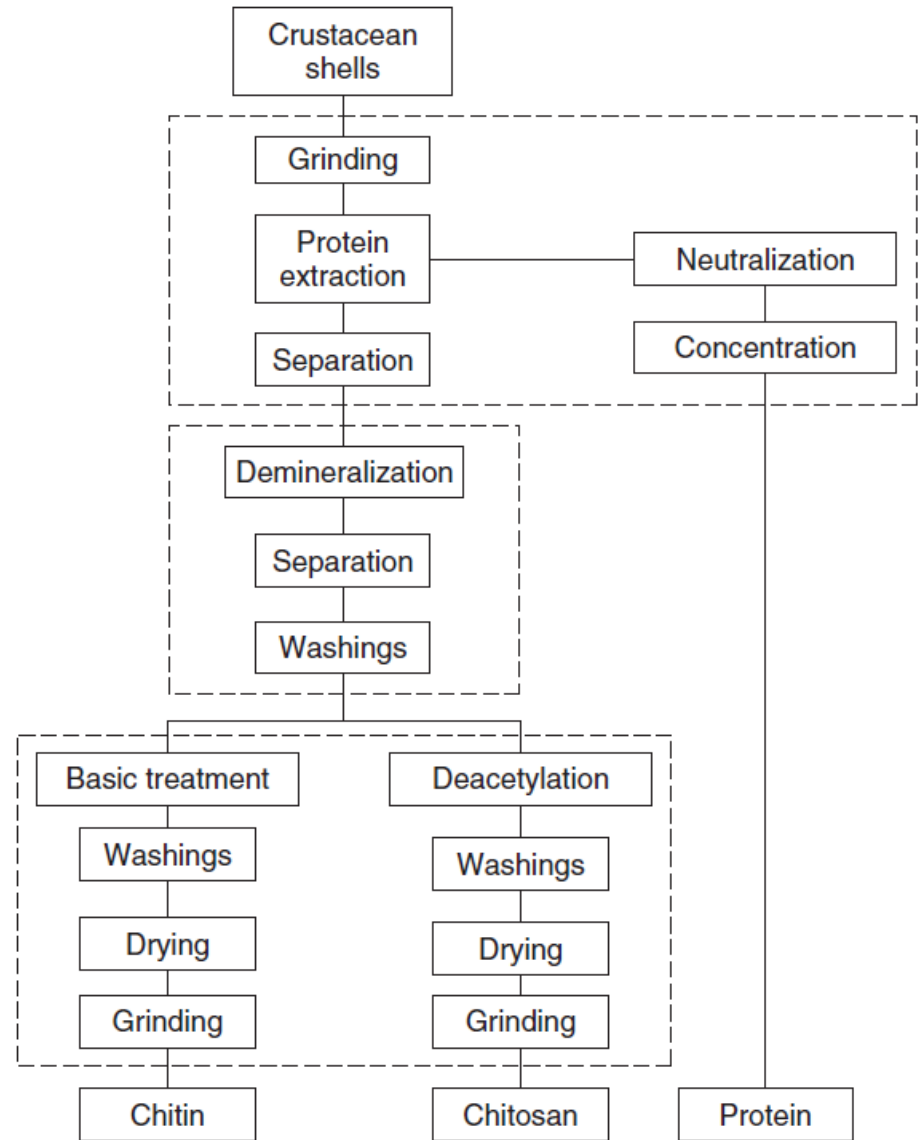 Crustacean
shells
Grinding
Protein
extraction
Neutralization
Separation
Concentration
Demineralization
Separation
Washings
Basic treatment
Deacetylation
Washings
Washings
Drying
Drying
Grinding
Grinding
Chitin
Chitosan
Protein